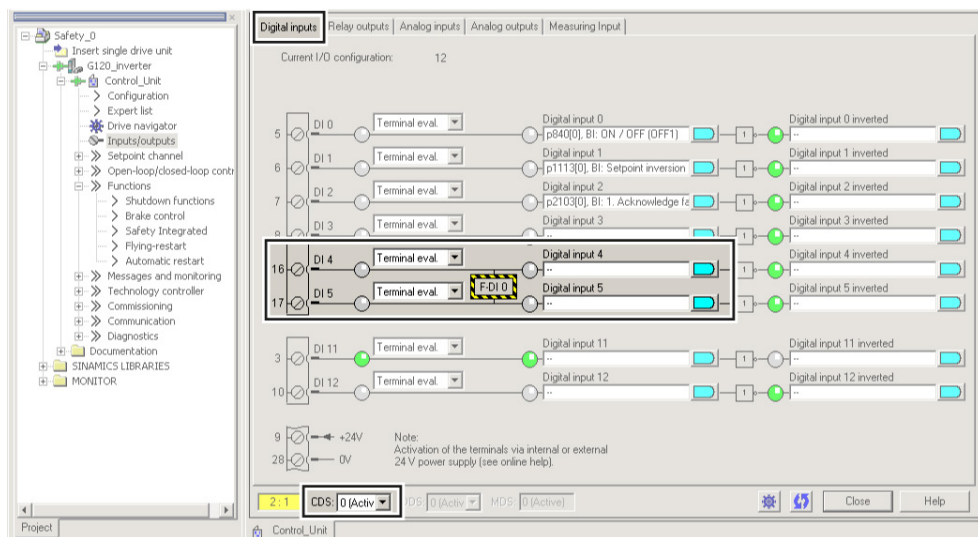 Safety_0
Insert single drive unit
G120_inverter
Control_Unit
Configuration
Expert list
Drive navigator
Inputs/outputs
Setpoint channel
Open-loop/closed-loop contr
Functions
Shutdown functions
Brake control
Safety Integrated
Flying-restart
Automatic restart
Messages and monitoring
Technology controller
Commissioning
Communication
Diagnostics
Documentation
SINAMICS LIBRARIES
MONITOR
Project
Digital inputs Relay outputs Analog inputs Analog outputs Measuring Input
Current I/O configuration: 12
Digital input 0 Digital input 0 inverted
5 DI 0 Terminal eval. p840[0], BI: ON / OFF (OFF1) 1 --
Digital input 1 Digital input 1 inverted
6 DI 1 Terminal eval. p1113[0], BI: Setpoint inversion 1 --
Digital input 2 Digital input 2 inverted
7 DI 2 Terminal eval. p2103[0], BI: 1. Acknowledge fa 1 --
Digital input 3 Digital input 3 inverted
8 DI 3 Terminal eval. 1 --
Digital input 4 Digital input 4 inverted
16 DI 4 Terminal eval. -- 1 --
F-DI 0
Digital input 5 Digital input 5 inverted
17 DI 5 Terminal eval. -- 1 --
Digital input 11 Digital input 11 inverted
3 DI 11 Terminal eval. -- 1 --
Digital input 12 Digital input 12 inverted
10 DI 12 Terminal eval. -- 1 --
9 +24V Note:
Activation of the terminals via internal or external
28 0V 24 V power supply (see online help).
2 : 1 CDS: 0 (Activ DDS: 0 (Activ MDS: 0 (Active) Close Help
Control_Unit